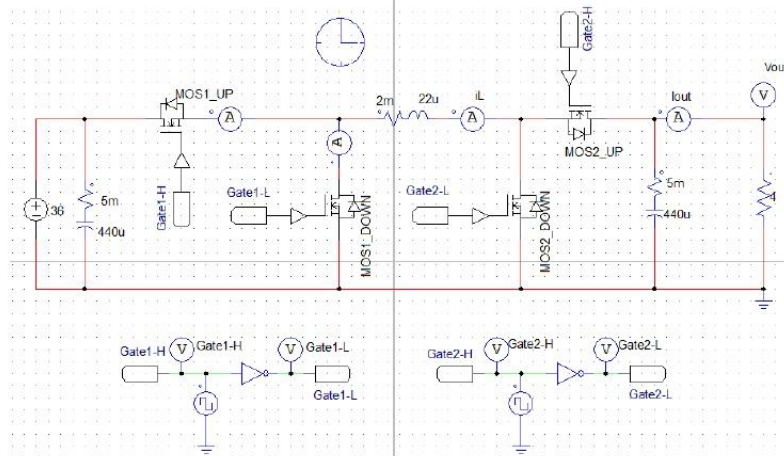 Gate2-H
Vou
MOS1_UP
2m
22u
iL
Iout
V
A
A
A
A
MOS2_UP
Gate1-H
Gate1-L
Gate2-L
36
5m
440u
MOS1_DOWN
MOS2_DOWN
5m
440u
4
Gate1-H
V
Gate1-H
V
Gate1-L
Gate1-L
Gate2-H
V
Gate2-H
V
Gate2-L
Gate2-L